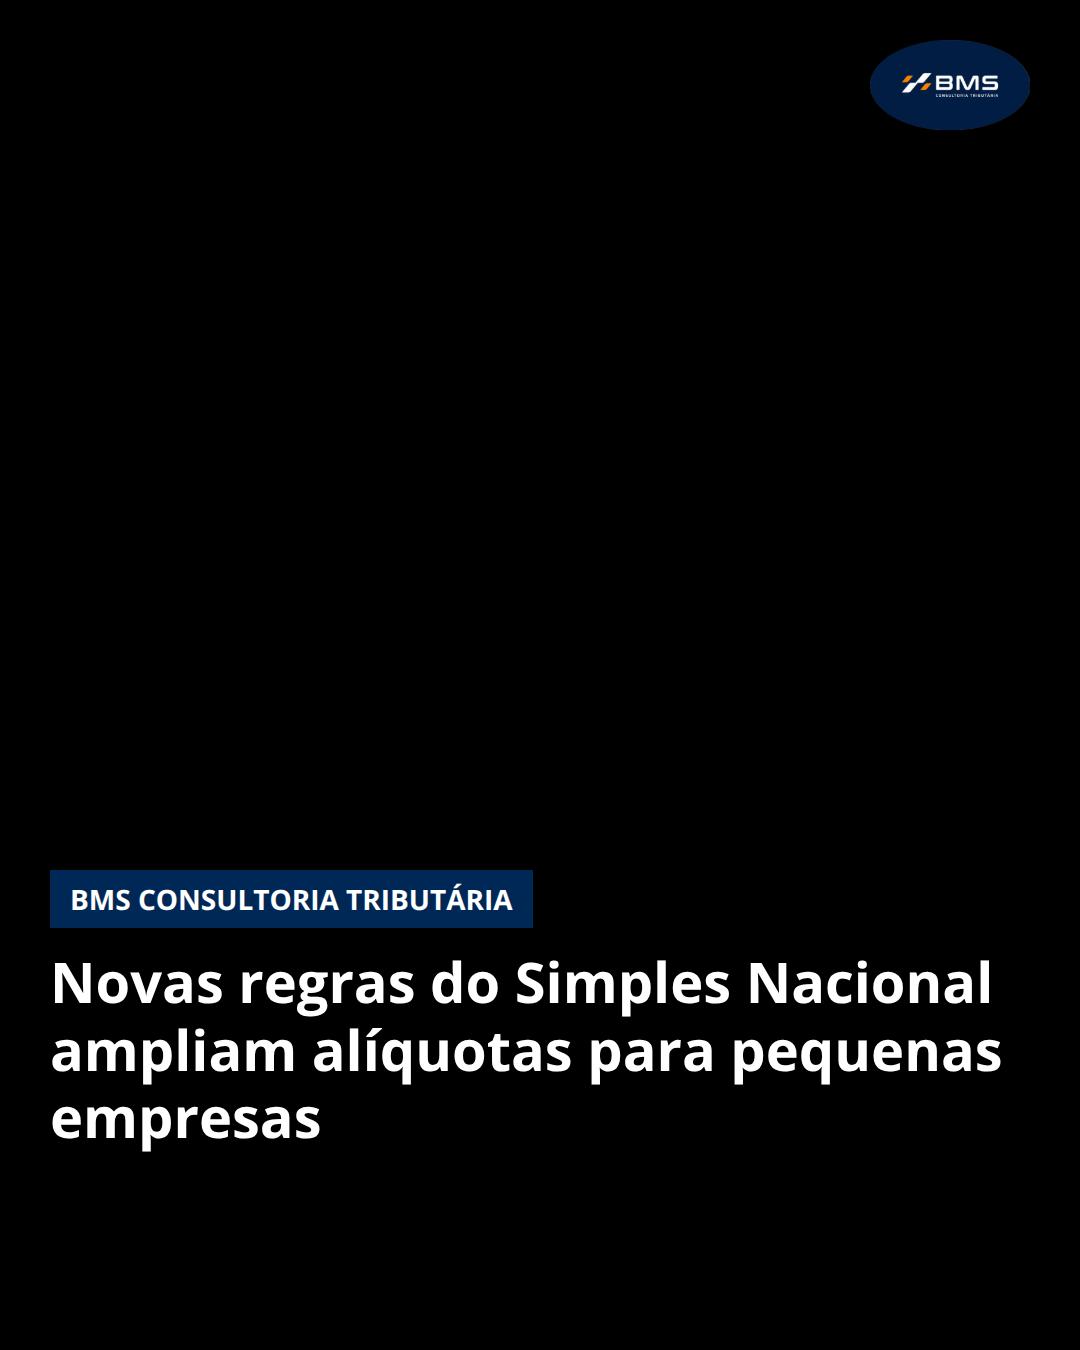 BMS
CONSULTORIA TRIBUTÁRIA
BMS CONSULTORIA TRIBUTÁRIA
Novas regras do Simples Nacional
ampliam alíquotas para pequenas
empresas